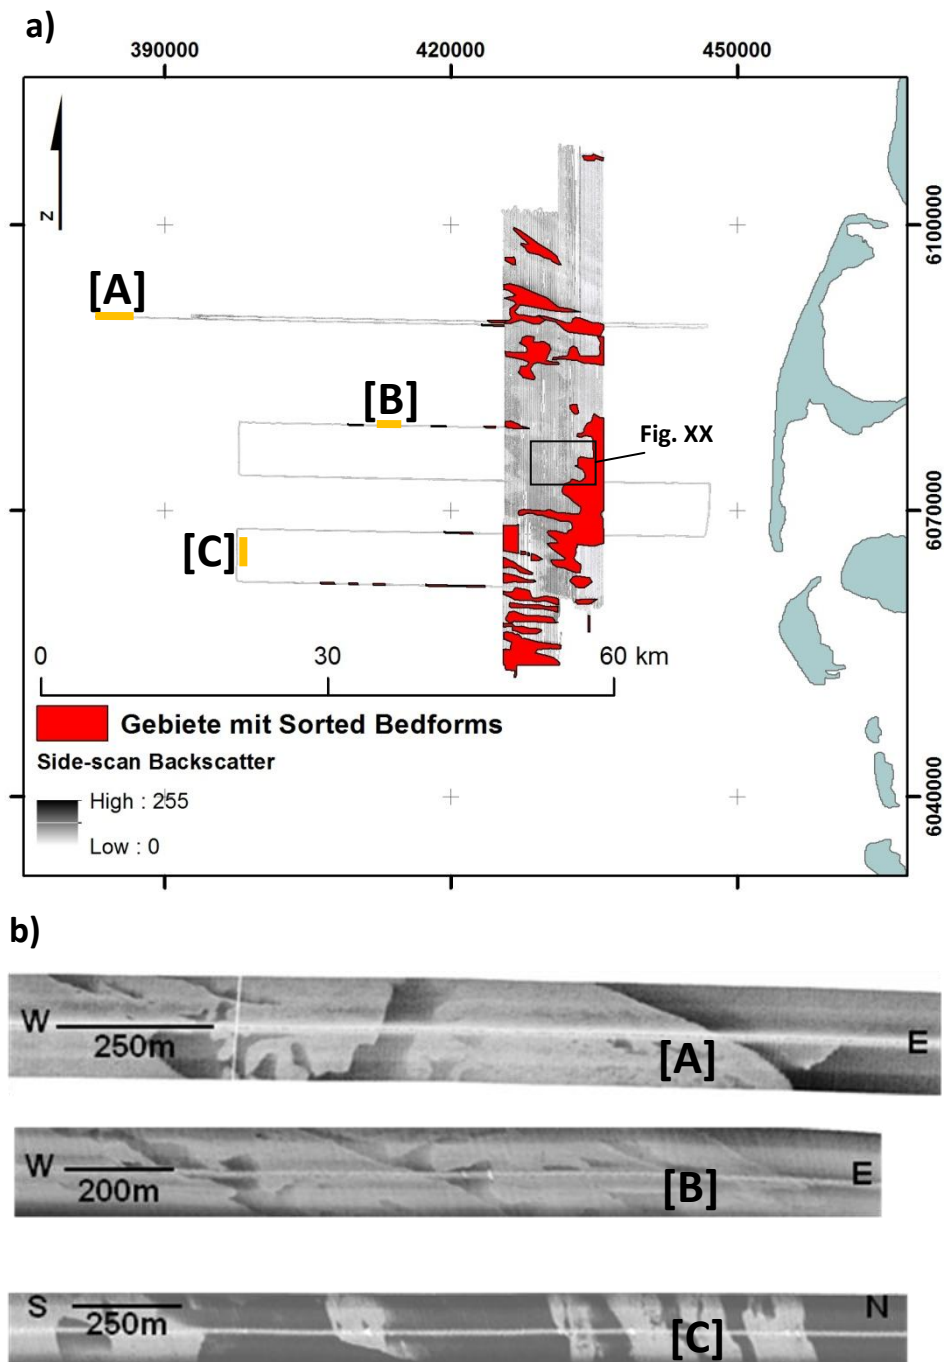 a)
390000 420000 450000
6100000
6070000
6040000
N
[A]
[B]
[C]
Fig. XX
0 30 60 km
Gebiete mit Sorted Bedforms
Side-scan Backscatter
High : 255
Low : 0
b)
W
250m
[A]
E
W
200m
[B]
E
S
250m
[C]
N